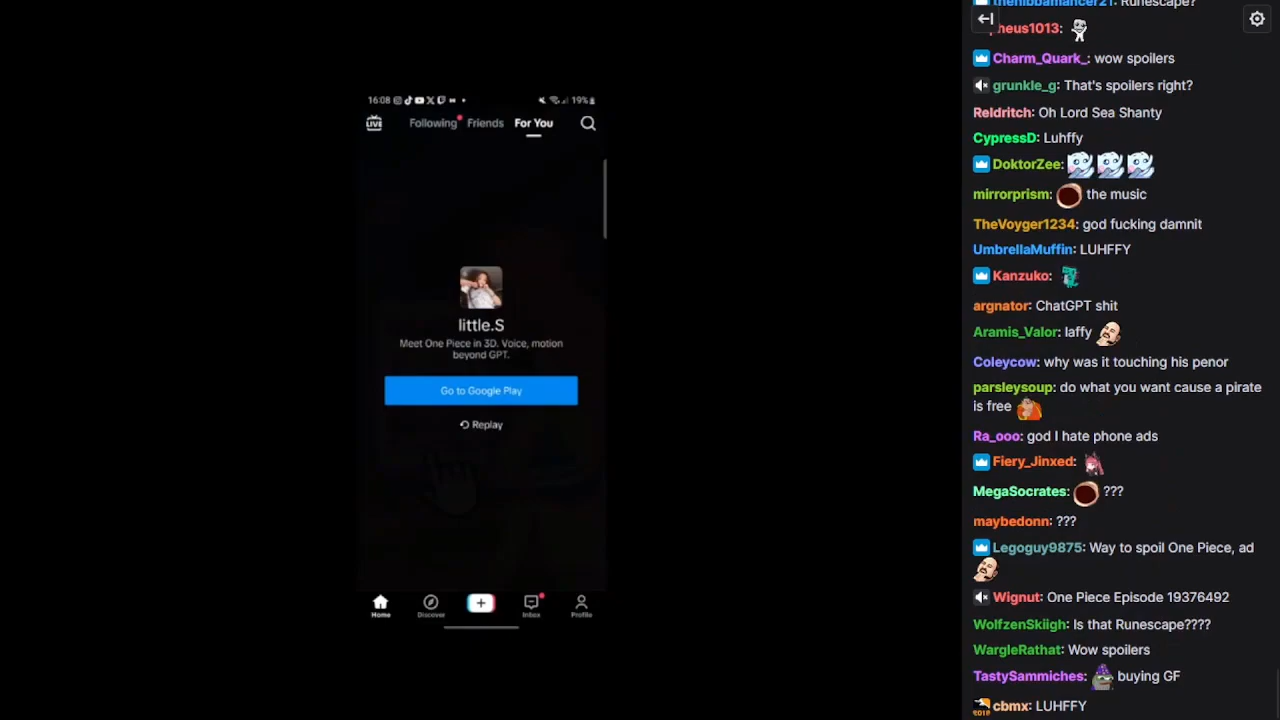 16:08
19%
LIVE
Following
Friends
For You
little.S
Meet One Piece in 3D. Voice, motion
beyond GPT.
Go to Google Play
Replay
Home
Discover
Inbox
Profile
thenibbamancer21: Runescape?
heus1013:
Charm_Quark_: wow spoilers
grunkle_g: That's spoilers right?
Reldritch: Oh Lord Sea Shanty
CypressD: Luhffy
DoktorZee:
mirrorprism: the music
TheVoyger1234: god fucking damnit
UmbrellaMuffin: LUHFFY
Kanzuko:
argnator: ChatGPT shit
Aramis_Valor: laffy
Coleycow: why was it touching his penor
parsleysoup: do what you want cause a pirate
is free
Ra_ooo: god I hate phone ads
Fiery_Jinxed:
MegaSocrates: ???
maybedonn: ???
Legoguy9875: Way to spoil One Piece, ad
Wignut: One Piece Episode 19376492
WolfzenSkiigh: Is that Runescape????
WargleRathat: Wow spoilers
TastySammiches: buying GF
cbmx: LUHFFY